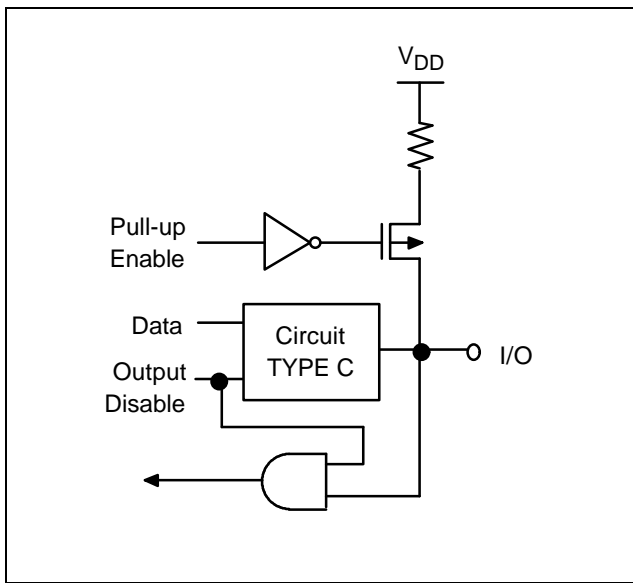 VDD
Pull-up
Enable
Data
Circuit
TYPE C
I/O
Output
Disable